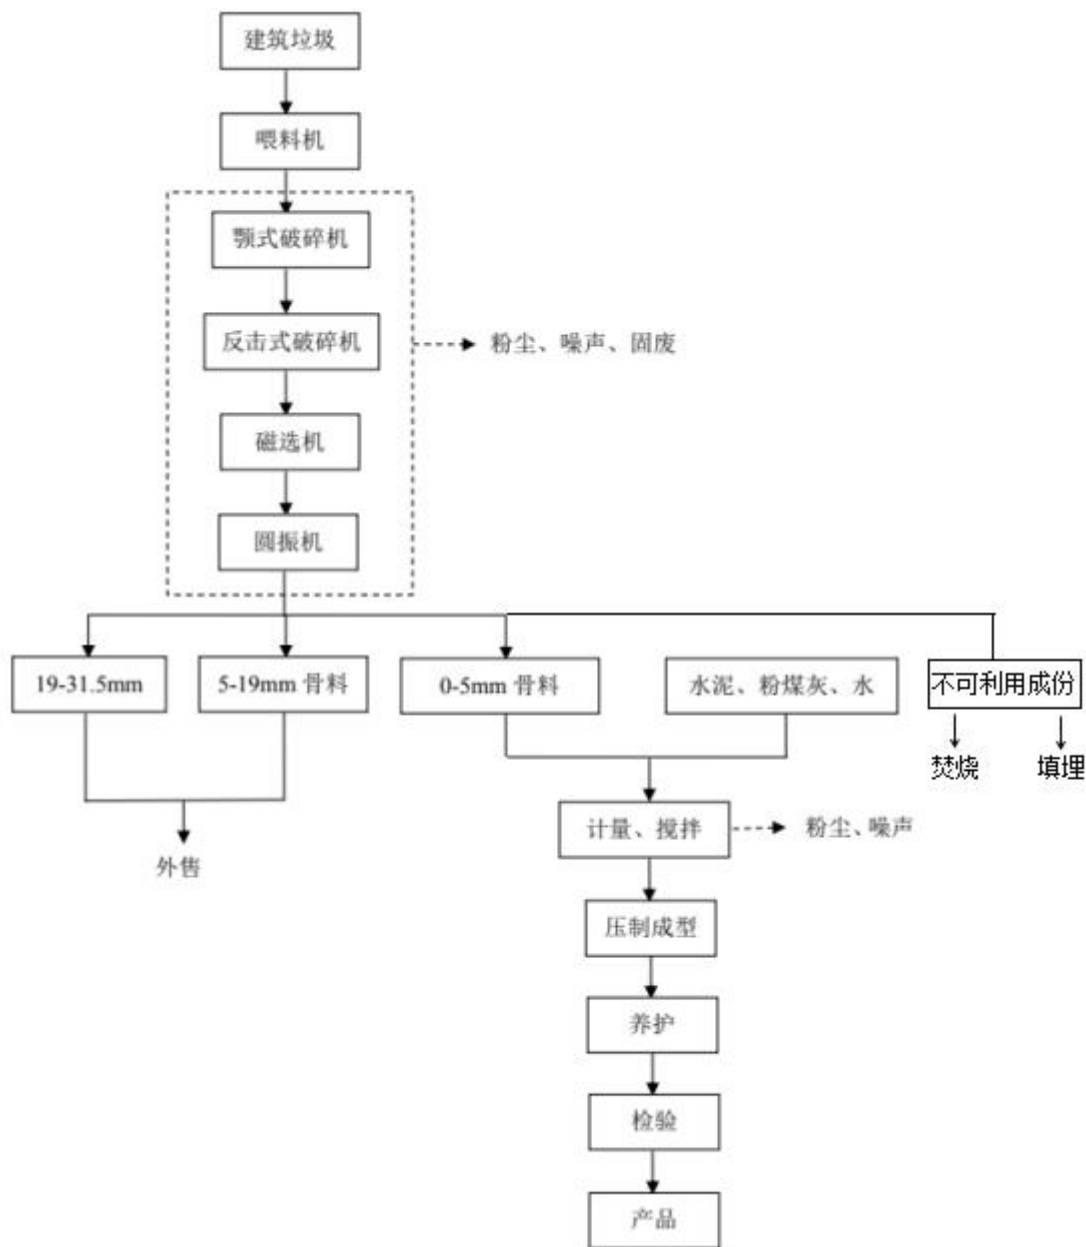 建筑垃圾
喂料机
颚式破碎机
反击式破碎机
粉尘、噪声、固废
磁选机
圆振机
19-31.5mm
5-19mm 骨料
0-5mm 骨料
水泥、粉煤灰、水
不可利用成份
焚烧
填埋
计量、搅拌
粉尘、噪声
外售
压制成型
养护
检验
产品